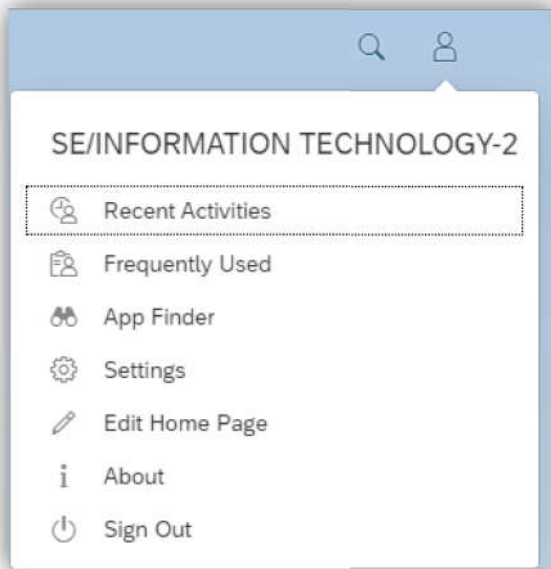 SE/INFORMATION TECHNOLOGY-2
Recent Activities
Frequently Used
App Finder
Settings
Edit Home Page
About
Sign Out